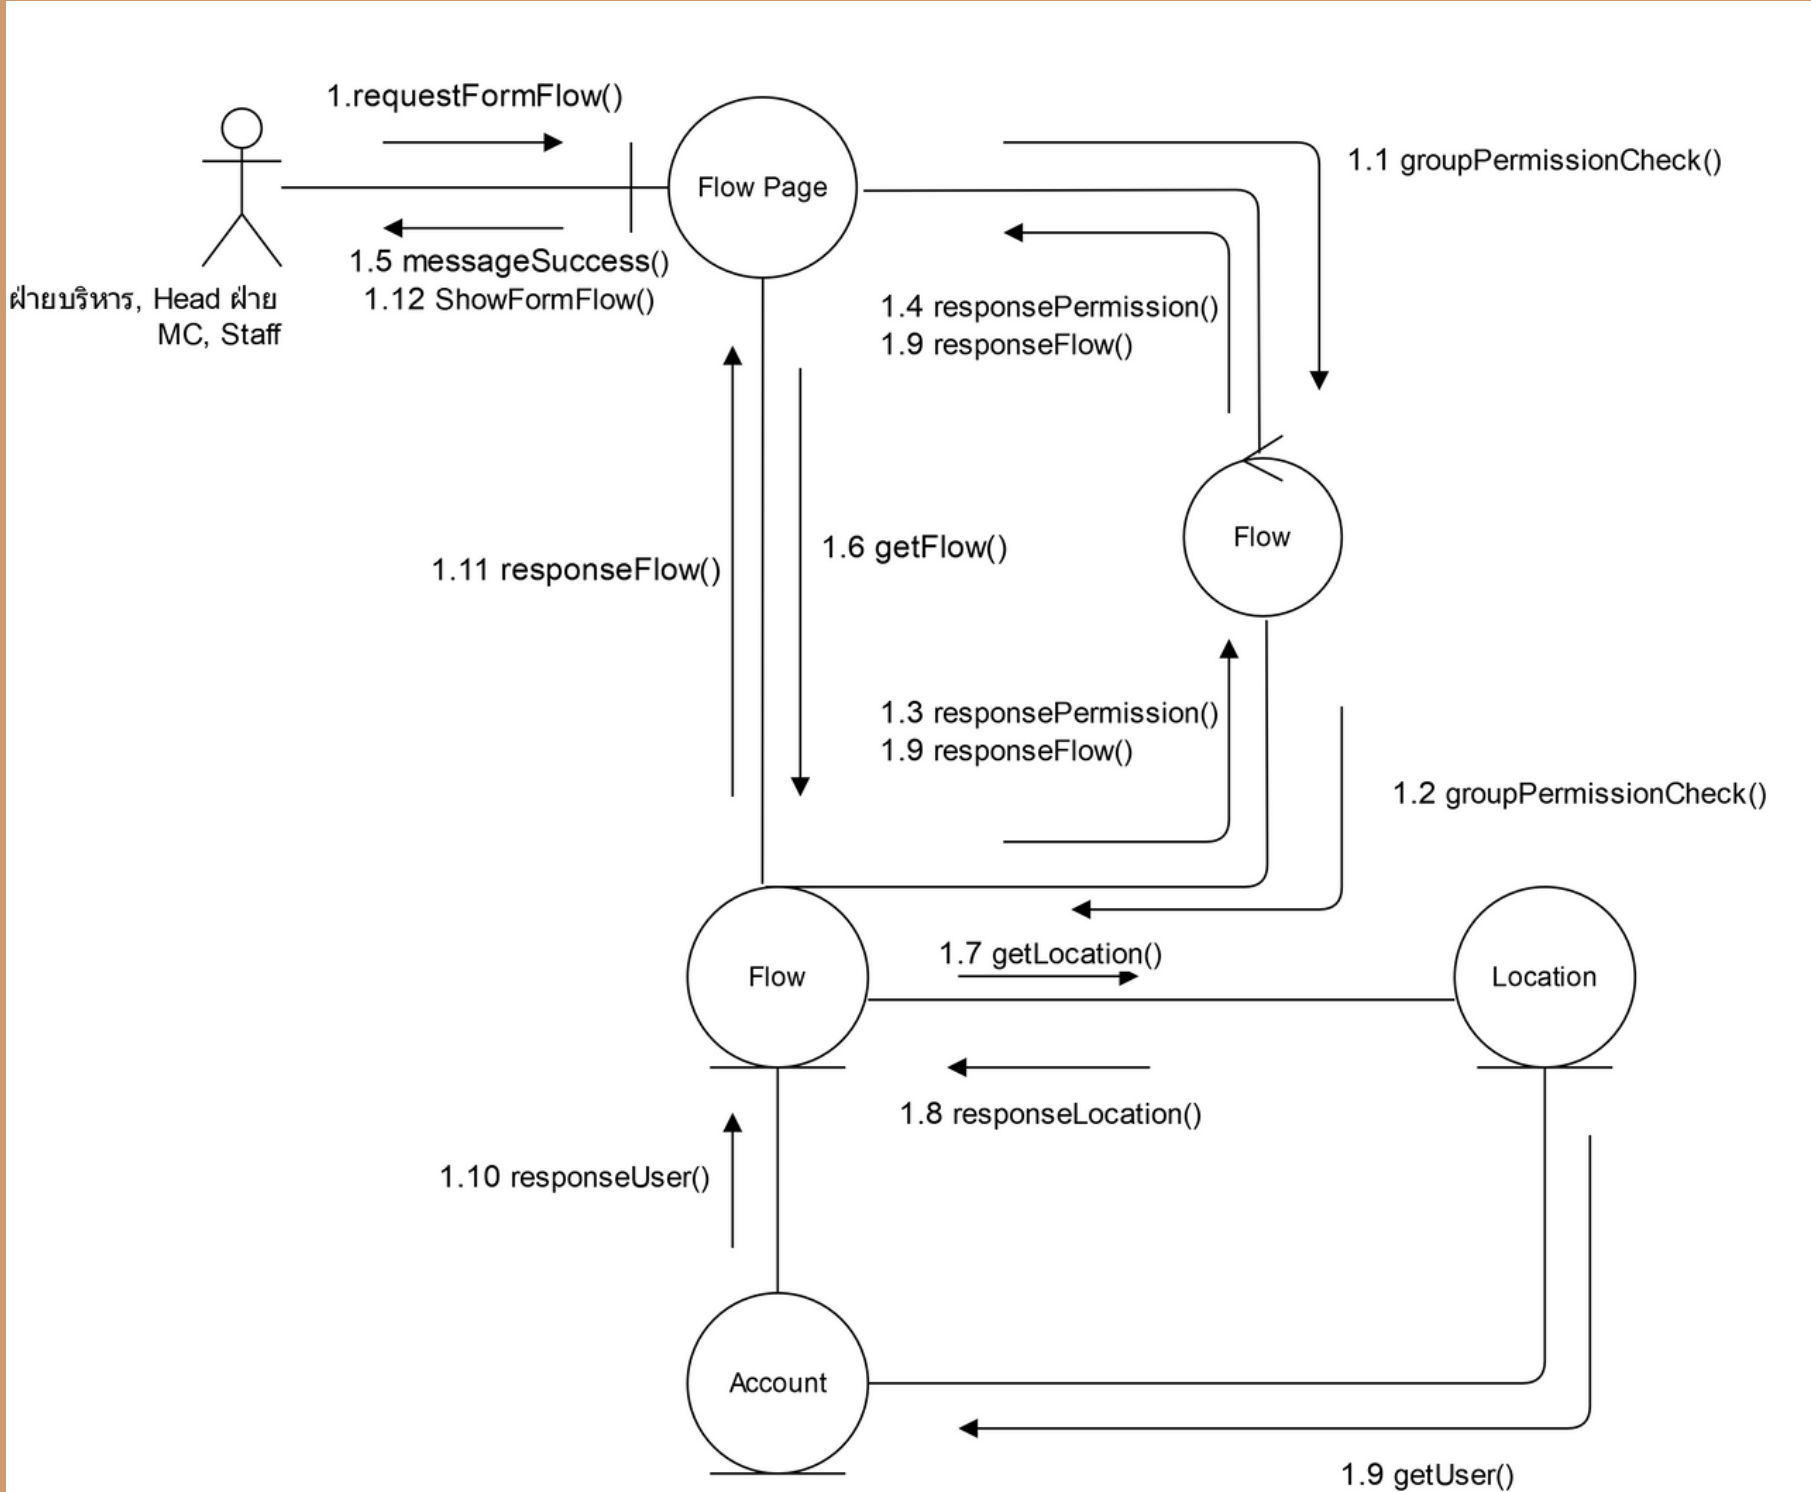 1.requestFormFlow()
Flow Page
1.1 groupPermissionCheck()
1.5 messageSuccess()
1.12 ShowFormFlow()
ฝ่ายบริหาร, Head ฝ่าย
MC, Staff
1.4 responsePermission()
1.9 responseFlow()
1.11 responseFlow()
1.6 getFlow()
Flow
1.3 responsePermission()
1.9 responseFlow()
1.2 groupPermissionCheck()
1.7 getLocation()
Flow
Location
1.8 responseLocation()
1.10 responseUser()
Account
1.9 getUser()